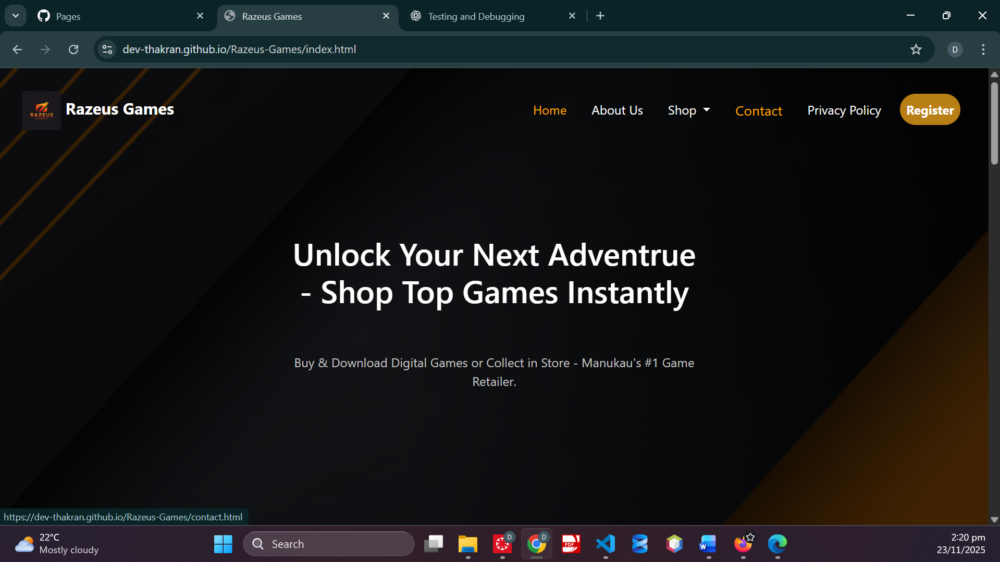 Pages
Razeus Games
Testing and Debugging
dev-thakran.github.io/Razeus-Games/index.html
D
RAZEUS
GAMES
Razeus Games
Home
About Us
Shop
Contact
Privacy Policy
Register
Unlock Your Next Adventrue
- Shop Top Games Instantly
Buy & Download Digital Games or Collect in Store - Manukau's #1 Game
Retailer.
https://dev-thakran.github.io/Razeus-Games/contact.html
22°C
Mostly cloudy
Search
D
D
PDF
W
2:20 pm
23/11/2025